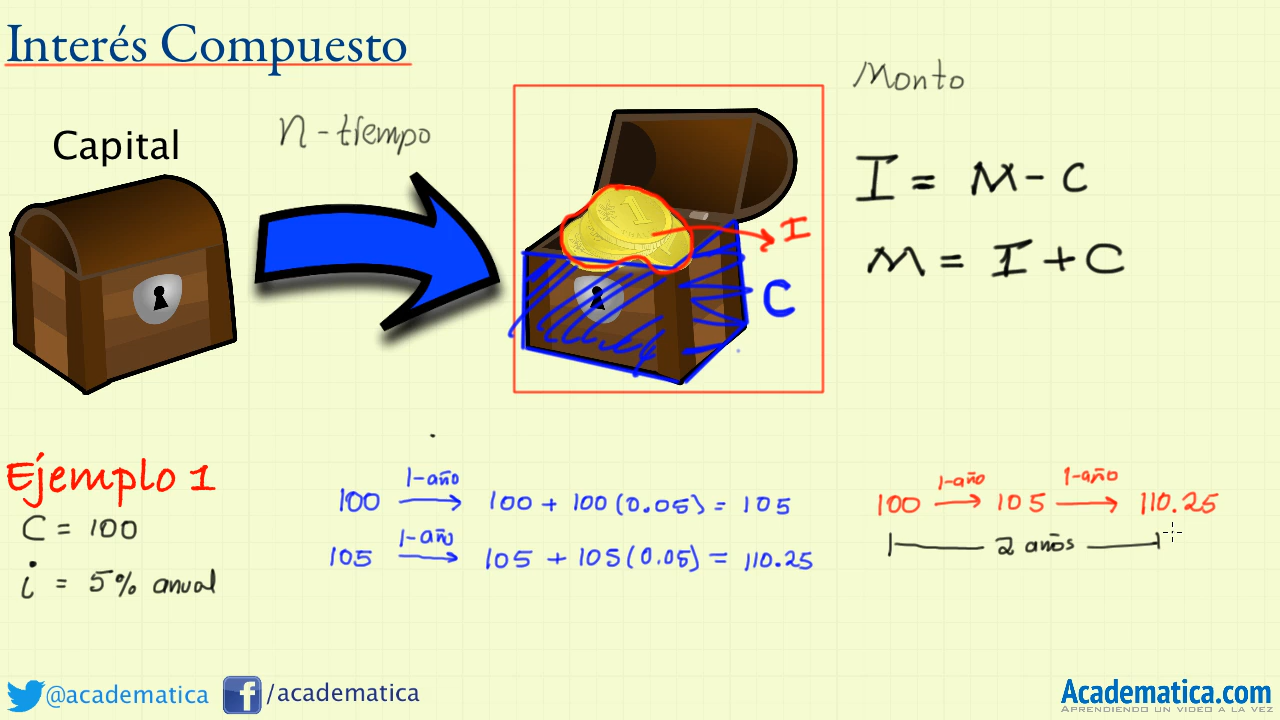 Interés Compuesto
Capital
n - tiempo
Monto
I = M - C
M = I + C
I
C
Ejemplo 1
C = 100
i = 5% anual
100 1-año 100 + 100(0.05) = 105
105 1-año 105 + 105(0.05) = 110.25
100 1-año 105 1-año 110.25
2 años
@academatica
/academatica
Academatica.com
APRENDIENDO UN VIDEO A LA VEZ